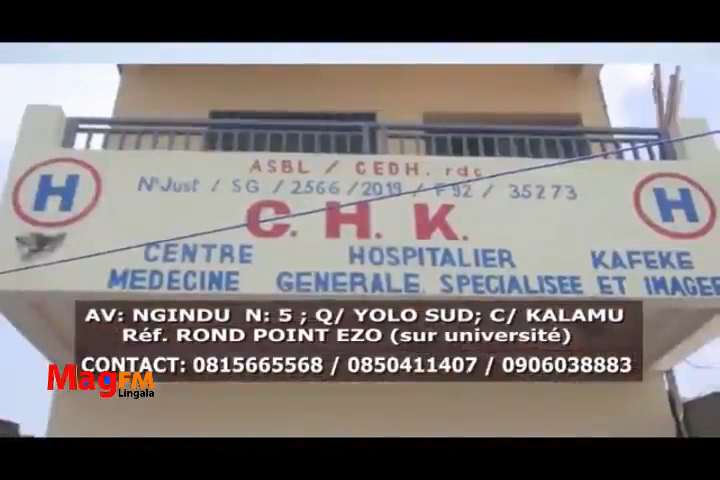 ASBL / CEDH. rdc
N° Just / SG / 2566 / 2019 / F92 / 35273
H
H
C. H. K.
CENTRE HOSPITALIER KAFEKE
MEDECINE GENERALE, SPECIALISEE ET IMAGER
AV: NGINDU N: 5 ; Q/ YOLO SUD; C/ KALAMU
Réf. ROND POINT EZO (sur université)
CONTACT: 0815665568 / 0850411407 / 0906038883
MagFM
Lingala